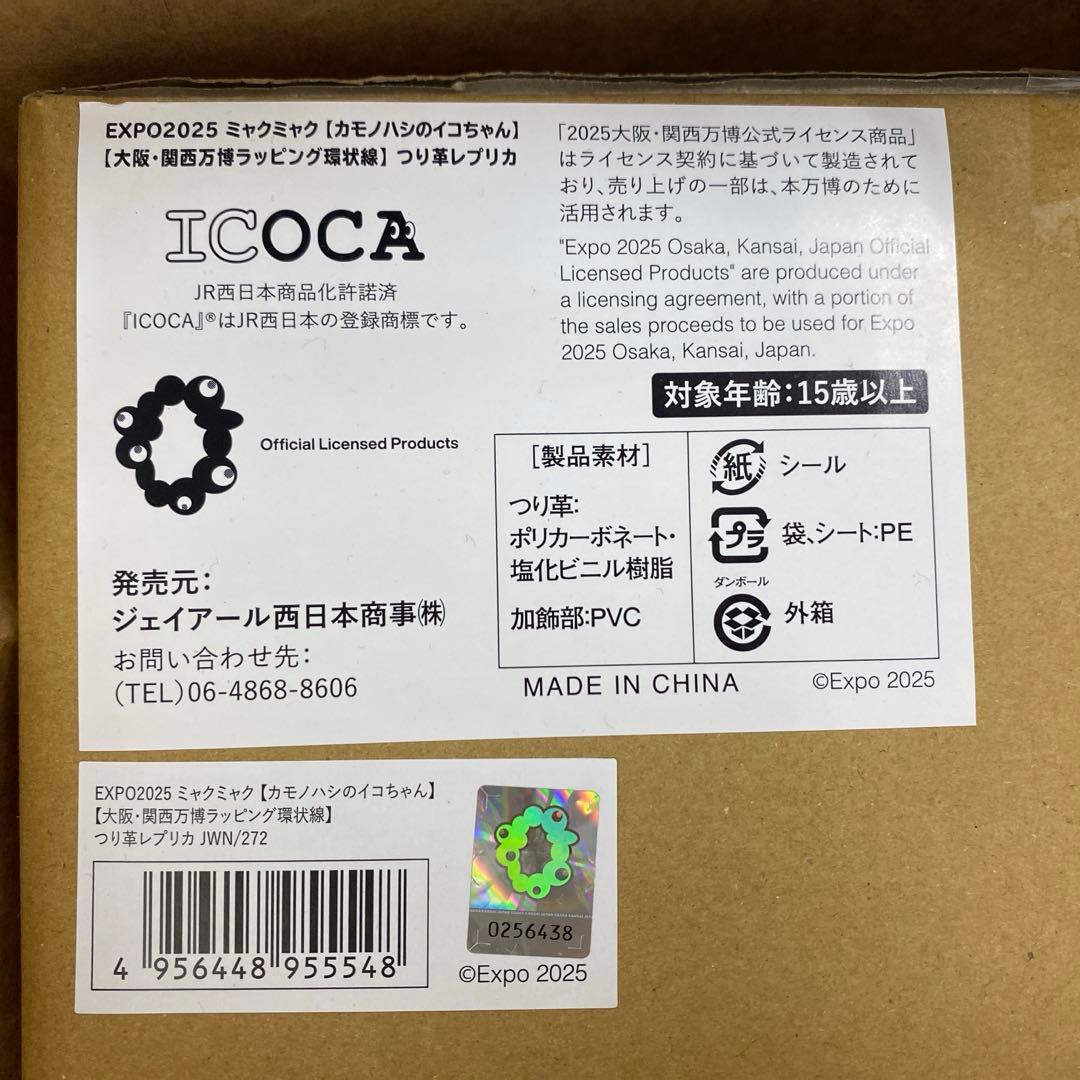 EXPO2025 ミャクミャク【カモノハシのイコちゃん】
【大阪・関西万博ラッピング環状線】つり革レプリカ
ICOCA
JR西日本商品化許諾済
『ICOCA』®はJR西日本の登録商標です。
Official Licensed Products
発売元:
ジェイアール西日本商事㈱
お問い合わせ先:
(TEL)06-4868-8606
「2025大阪・関西万博公式ライセンス商品」
はライセンス契約に基づいて製造されて
おり、売り上げの一部は、本万博のために
活用されます。
"Expo 2025 Osaka, Kansai, Japan Official
Licensed Products" are produced under
a licensing agreement, with a portion of
the sales proceeds to be used for Expo
2025 Osaka, Kansai, Japan.
対象年齢:15歳以上
[製品素材]
つり革:
ポリカーボネート・
塩化ビニル樹脂
加飾部:PVC
紙 シール
プラ 袋、シート:PE
ダンボール
外箱
MADE IN CHINA
©Expo 2025
EXPO2025 ミャクミャク【カモノハシのイコちゃん】
【大阪・関西万博ラッピング環状線】
つり革レプリカ JWN/272
4 956448 955548
0256438
©Expo 2025